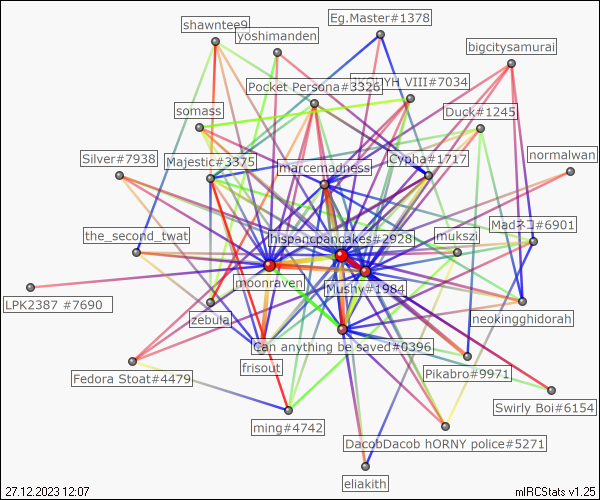 shawntee9
Eg.Master#1378
yoshimanden
bigcitysamurai
YH VIII#7034
Pocket Persona#3326
somass
Duck#1245
Silver#7938
Majestic#3375
marcemadness
Cypha#1717
normalwan
the_second_twat
hispancpancakes#2928
mukszi
Madネコ#6901
moonraven
Mushy#1984
LPK2387 #7690
zebula
neokingghidorah
Can anything be saved#0396
frisout
Fedora Stoat#4479
Pikabro#9971
Swirly Boi#6154
ming#4742
DacobDacob hORNY police#5271
eliakith
27.12.2023 12:07
mIRCStats v1.25